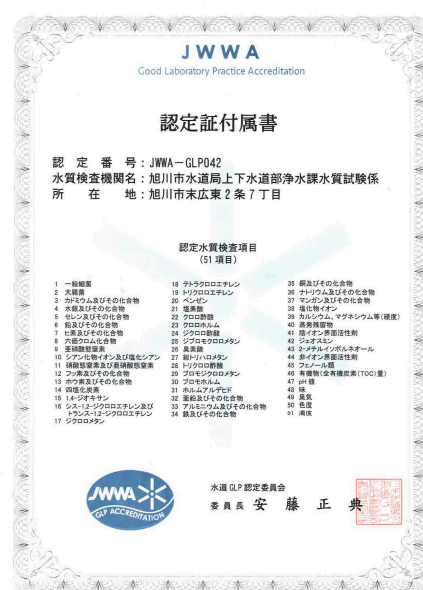 JWWA
Good Laboratory Practice Accreditation
認定証付属書
認定番号：JWWA－GLP042
水質検査機関名：旭川市水道局上下水道部浄水課水質試験係
所在地：旭川市末広東2条7丁目
認定水質検査項目
（51項目）
1 一般細菌
2 大腸菌
3 カドミウム及びその化合物
4 水銀及びその化合物
5 セレン及びその化合物
6 鉛及びその化合物
7 ヒ素及びその化合物
8 六価クロム化合物
9 亜硝酸態窒素
10 シアン化物イオン及び塩化シアン
11 硝酸態窒素及び亜硝酸態窒素
12 フッ素及びその化合物
13 ホウ素及びその化合物
14 四塩化炭素
15 1,4-ジオキサン
16 シス-1,2-ジクロロエチレン及び
トランス-1,2-ジクロロエチレン
17 ジクロロメタン
18 テトラクロロエチレン
19 トリクロロエチレン
20 ベンゼン
21 塩素酸
22 クロロ酢酸
23 クロロホルム
24 ジクロロ酢酸
25 ジブロモクロロメタン
26 臭素酸
27 総トリハロメタン
28 トリクロロ酢酸
29 ブロモジクロロメタン
30 ブロモホルム
31 ホルムアルデヒド
32 亜鉛及びその化合物
33 アルミニウム及びその化合物
34 鉄及びその化合物
35 銅及びその化合物
36 ナトリウム及びその化合物
37 マンガン及びその化合物
38 塩化物イオン
39 カルシウム、マグネシウム等（硬度）
40 蒸発残留物
41 陰イオン界面活性剤
42 ジェオスミン
43 2-メチルイソボルネオール
44 非イオン界面活性剤
45 フェノール類
46 有機物（全有機炭素（TOC）量）
47 pH値
48 味
49 臭気
50 色度
51 濁度
JWWA
GLP ACCREDITATION
水道GLP認定委員会
委員長 安藤正典